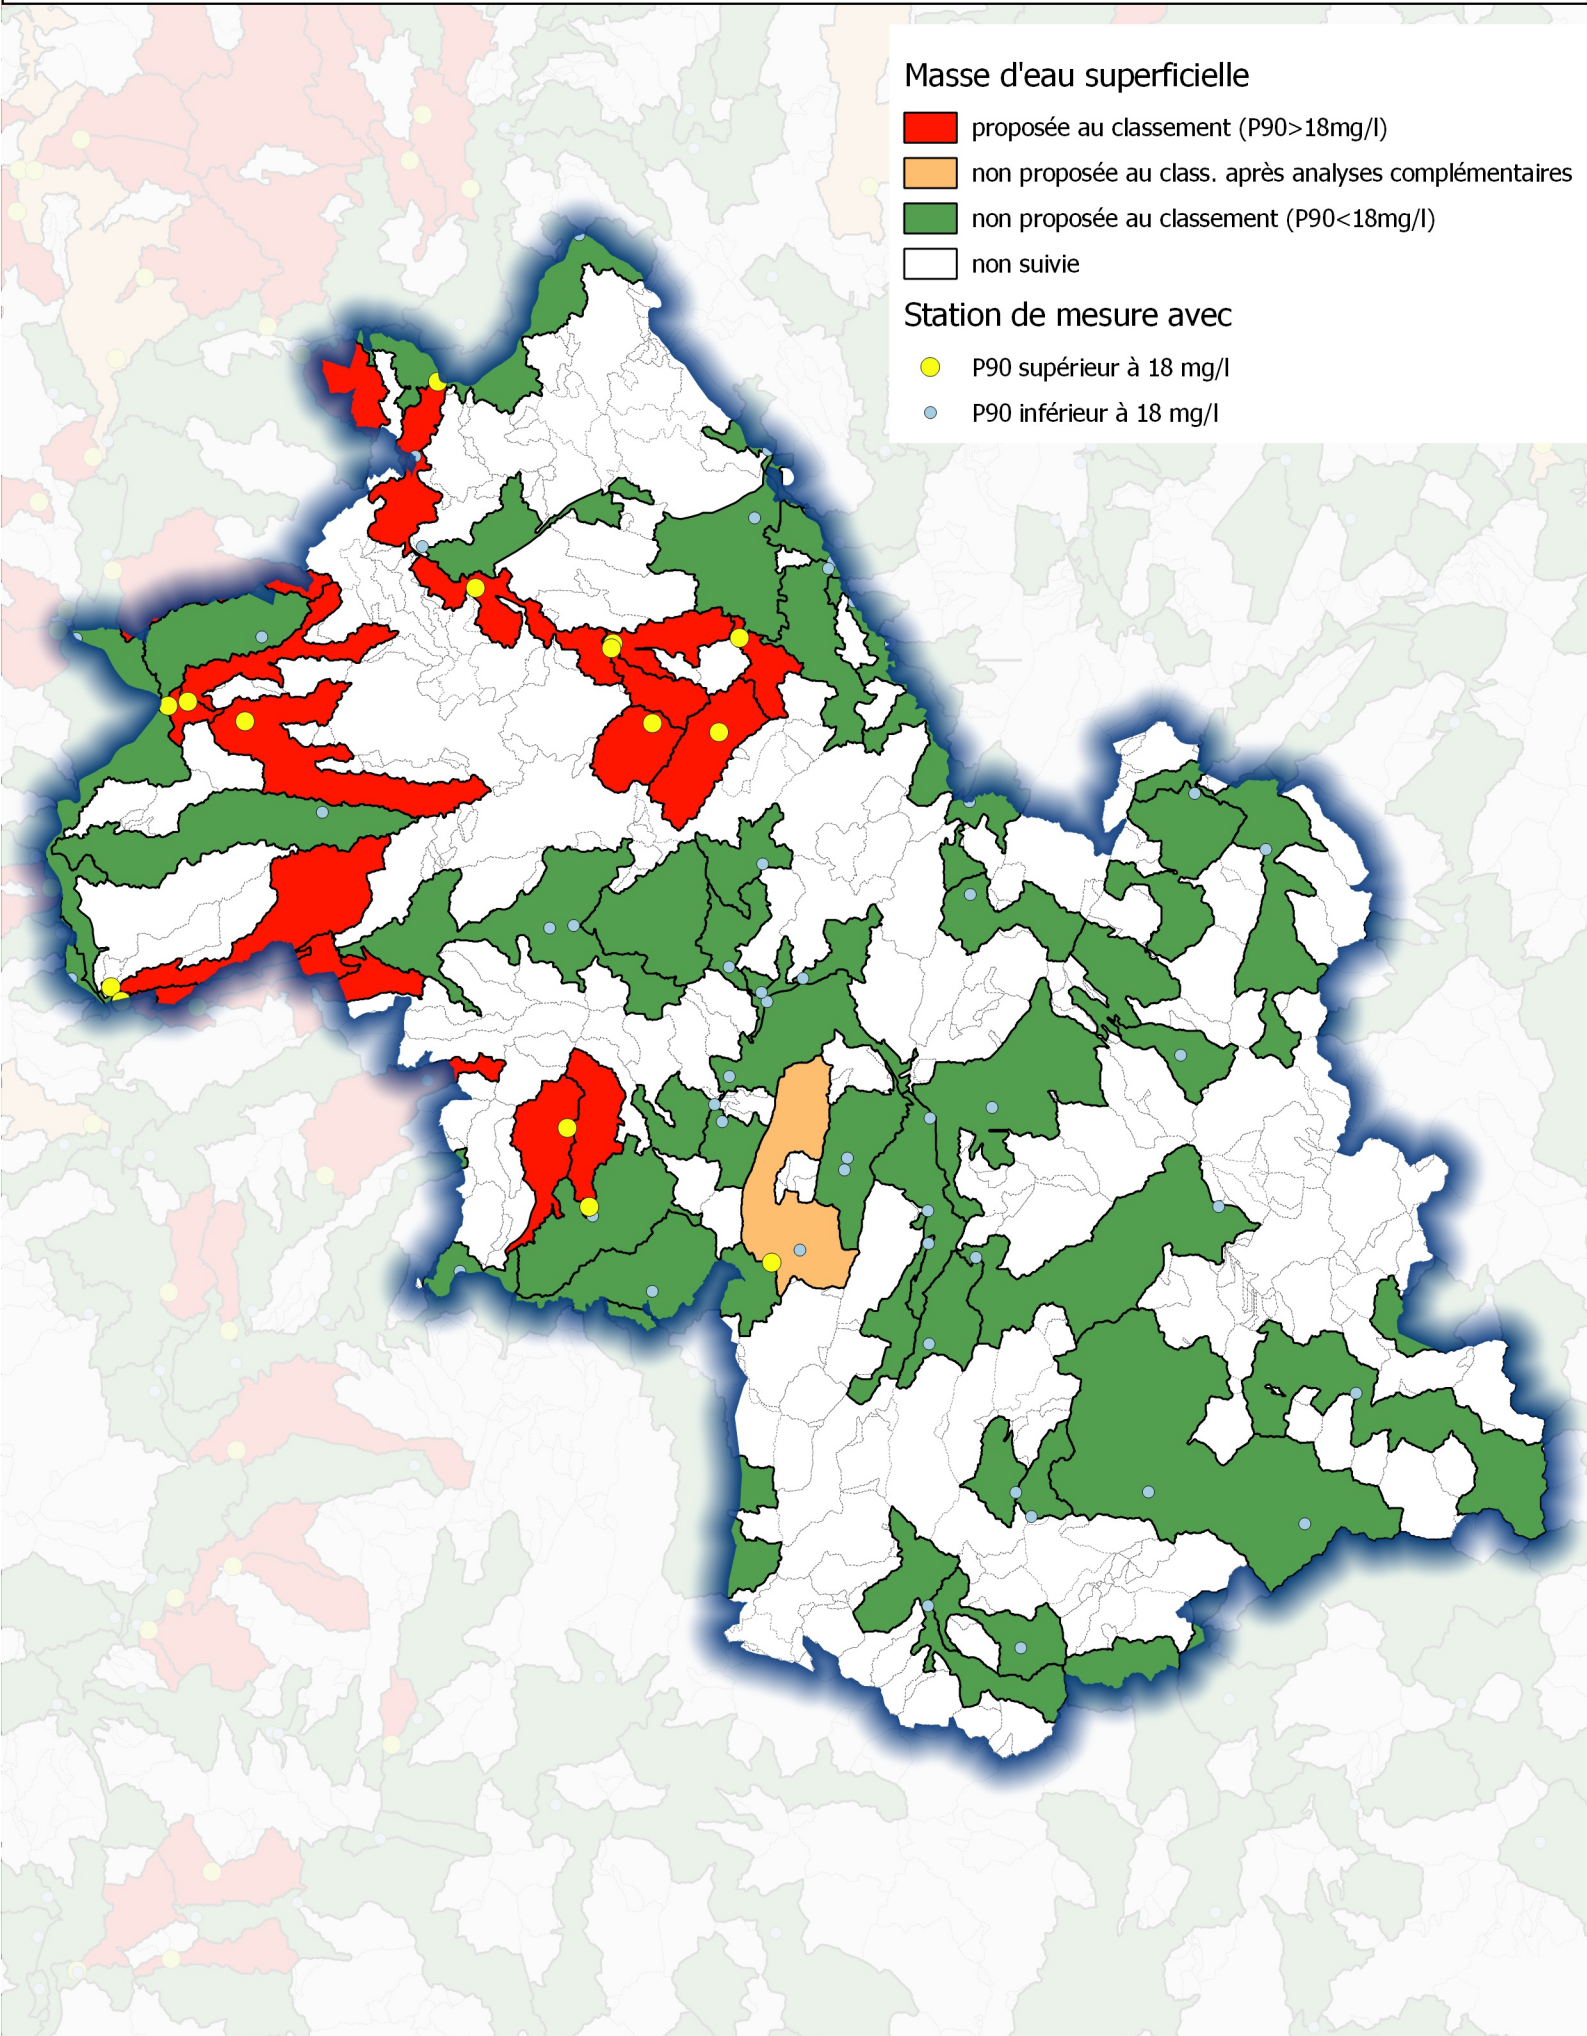 Masse d'eau superficielle
proposée au classement (P90>18mg/l)
non proposée au class. après analyses complémentaires
non proposée au classement (P90<18mg/l)
non suivie
Station de mesure avec
P90 supérieur à 18 mg/l
P90 inférieur à 18 mg/l